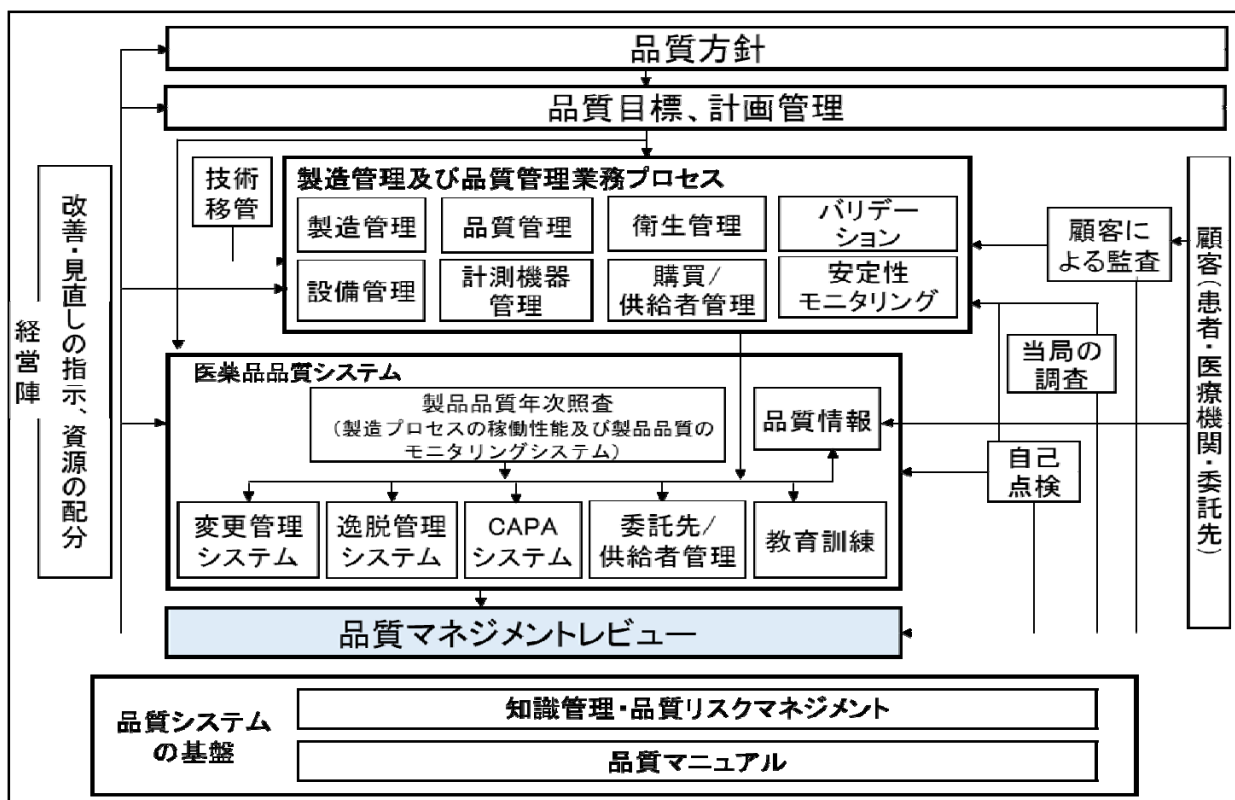 品質方針
品質目標、計画管理
技術
移管
製造管理及び品質管理業務プロセス
製造管理
品質管理
衛生管理
バリデー
ション
設備管理
計測機器
管理
購買/
供給者管理
安定性
モニタリング
顧客に
よる監査
当局の
調査
自己
点検
顧客(患者・医療機関・委託先)
経営陣
改善・見直しの指示、資源の配分
医薬品品質システム
製品品質年次照査
(製造プロセスの稼働性能及び製品品質の
モニタリングシステム)
品質情報
変更管理
システム
逸脱管理
システム
CAPA
システム
委託先/
供給者管理
教育訓練
品質マネジメントレビュー
品質システム
の基盤
知識管理・品質リスクマネジメント
品質マニュアル